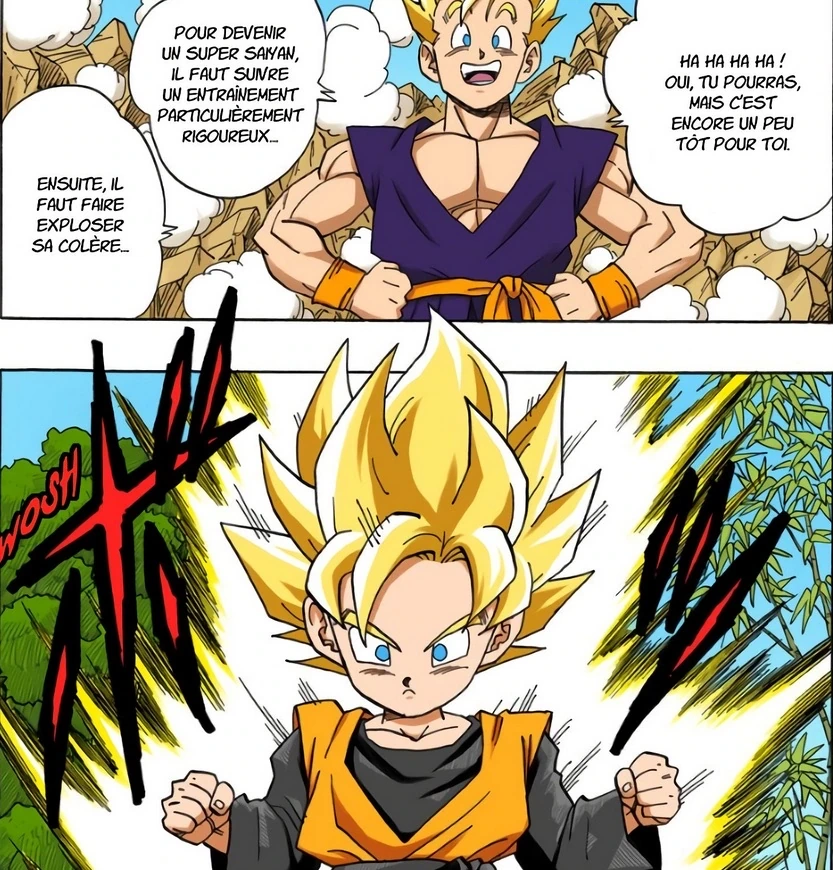 HA HA HA HA !
OUI, TU POURRAS,
MAIS C'EST
ENCORE UN PEU
TÔT POUR TOI.
POUR DEVENIR
UN SUPER SAIYAN,
IL FAUT SUIVRE
UN ENTRAÎNEMENT
PARTICULIÈREMENT
RIGOUREUX...
ENSUITE, IL
FAUT FAIRE
EXPLOSER
SA COLÈRE...
WOSH